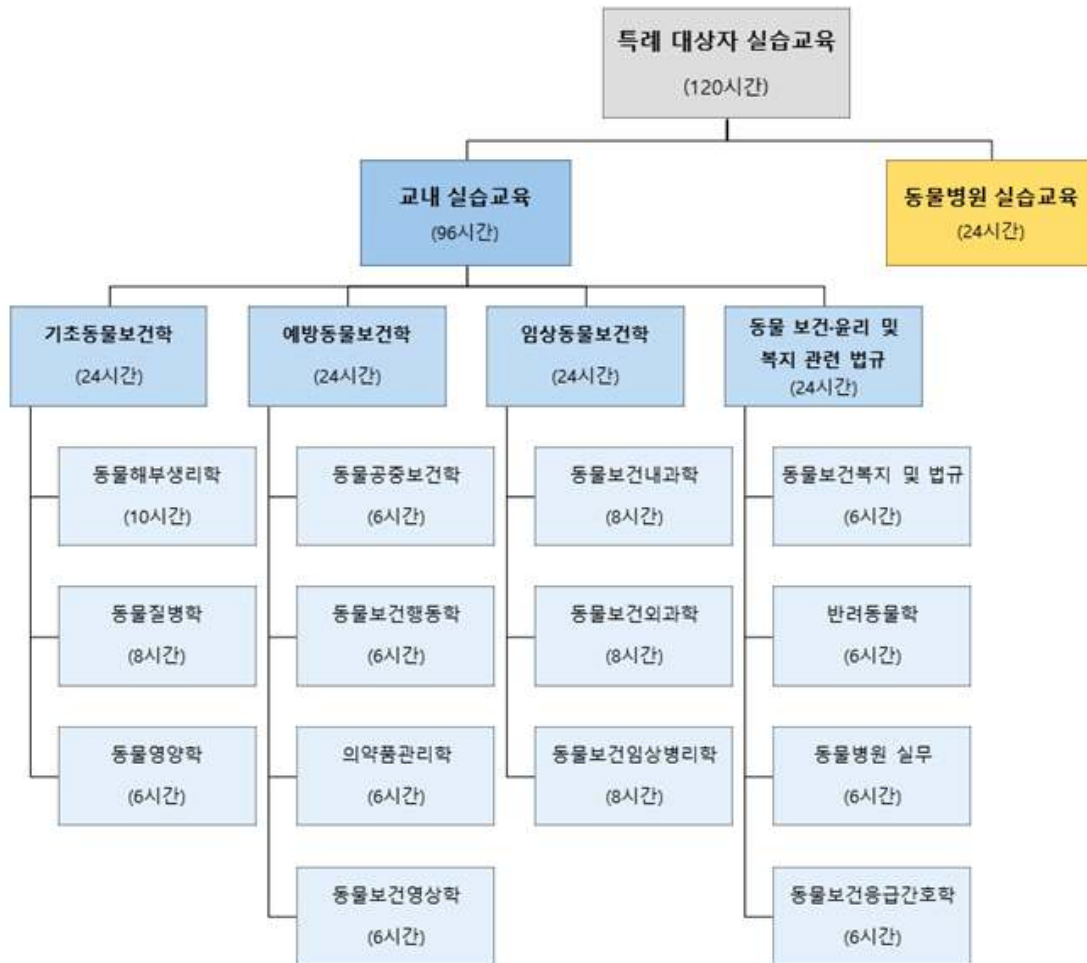 특례 대상자 실습교육
(120시간)
교내 실습교육
(96시간)
동물병원 실습교육
(24시간)
기초동물보건학
(24시간)
예방동물보건학
(24시간)
임상동물보건학
(24시간)
동물 보건·윤리 및
복지 관련 법규
(24시간)
동물해부생리학
(10시간)
동물공중보건학
(6시간)
동물보건내과학
(8시간)
동물보건복지 및 법규
(6시간)
동물질병학
(8시간)
동물보건행동학
(6시간)
동물보건외과학
(8시간)
반려동물학
(6시간)
동물영양학
(6시간)
의약품관리학
(6시간)
동물보건임상병리학
(8시간)
동물병원 실무
(6시간)
동물보건영상학
(6시간)
동물보건응급간호학
(6시간)